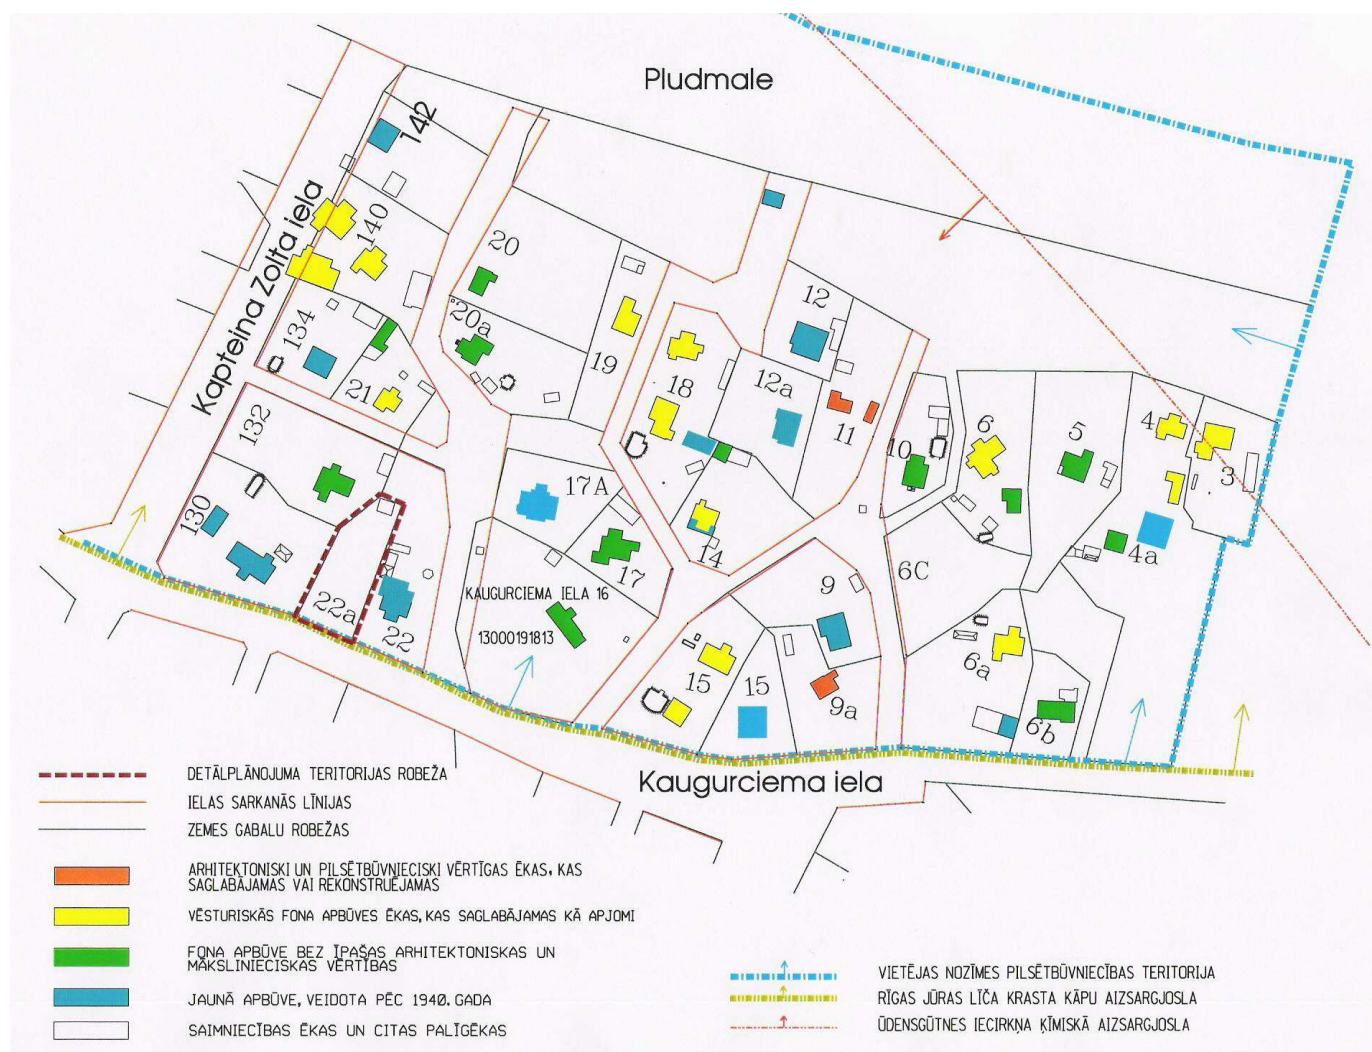 Pludmale
142
Kapteina Zolta iela
140
20
12
20a
134
19
18
12a
11
21
4
6
5
3
132
10
17A
130
14
4a
17
6C
22a
KAUGURCIEMA IELA 16
9
22
13000191813
6a
15
15
9a
6b
Kaugurciema iela
DETĀLPLĀNOJUMA TERITORIJAS ROBEŽA
IELAS SARKANĀS LĪNIJAS
ZEMES GABALU ROBEŽAS
ARHITEKTONISKI UN PILSĒTBŪVNIECISKI VĒRTĪGAS ĒKAS, KAS
SAGLABĀJAMAS VAI REKONSTRUĒJAMAS
VĒSTURISKĀS FONA APBŪVES ĒKAS, KAS SAGLABĀJAMAS KĀ APJOMI
FONA APBŪVE BEZ ĪPAŠAS ARHITEKTONISKAS UN
MĀKSLINIECISKAS VĒRTĪBAS
JAUNĀ APBŪVE, VEIDOTA PĒC 1940. GADA
SAIMNIECĪBAS ĒKAS UN CITAS PALĪGĒKAS
VIETĒJAS NOZĪMES PILSĒTBŪVNIECĪBAS TERITORIJA
RĪGAS JŪRAS LĪČA KRASTA KĀPU AIZSARGJOSLA
ŪDENSGŪTNES IECIRKŅA ĶĪMISKĀ AIZSARGJOSLA